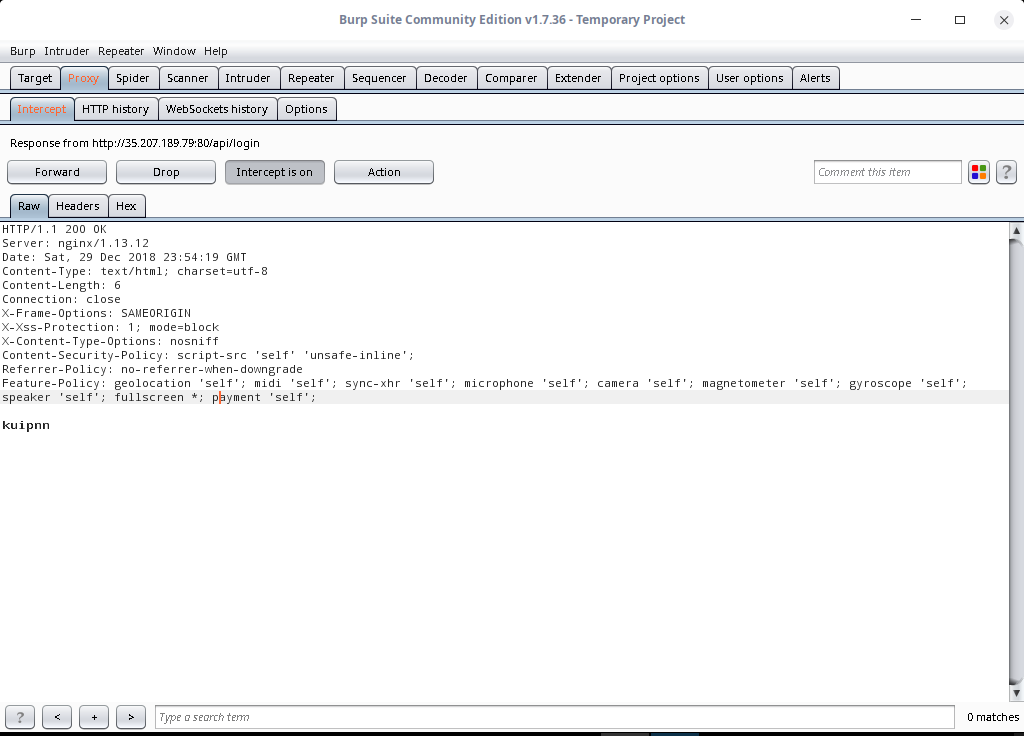 Burp Suite Community Edition v1.7.36 - Temporary Project
Burp Intruder Repeater Window Help
Target Proxy Spider Scanner Intruder Repeater Sequencer Decoder Comparer Extender Project options User options Alerts
Intercept HTTP history WebSockets history Options
Response from http://35.207.189.79:80/api/login
Forward Drop Intercept is on Action Comment this item ?
Raw Headers Hex
HTTP/1.1 200 OK
Server: nginx/1.13.12
Date: Sat, 29 Dec 2018 23:54:19 GMT
Content-Type: text/html; charset=utf-8
Content-Length: 6
Connection: close
X-Frame-Options: SAMEORIGIN
X-Xss-Protection: 1; mode=block
X-Content-Type-Options: nosniff
Content-Security-Policy: script-src 'self' 'unsafe-inline';
Referrer-Policy: no-referrer-when-downgrade
Feature-Policy: geolocation 'self'; midi 'self'; sync-xhr 'self'; microphone 'self'; camera 'self'; magnetometer 'self'; gyroscope 'self';
speaker 'self'; fullscreen *; payment 'self';
kuipnn
? < + > Type a search term 0 matches